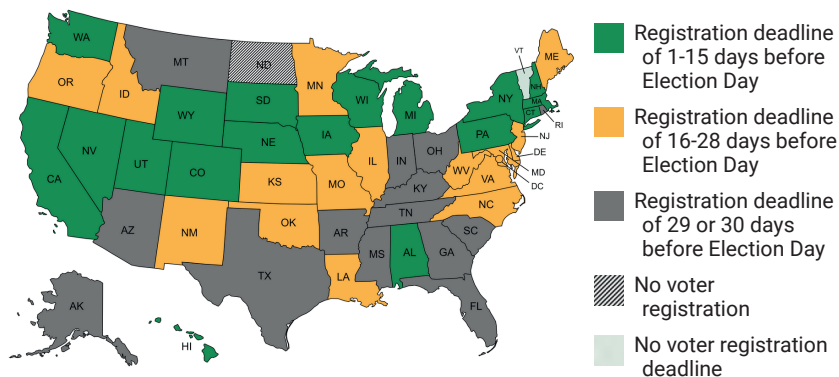 WA
MT
ND
MN
VT
ME
OR
ID
SD
WI
NY
NH
MA
WY
MI
CT
RI
IA
PA
NE
NJ
NV
OH
IL
IN
DE
UT
CO
WV
MD
CA
KS
MO
VA
KY
DC
NC
TN
AZ
NM
OK
AR
SC
MS
AL
GA
TX
LA
AK
FL
HI
Registration deadline
of 1-15 days before
Election Day
Registration deadline
of 16-28 days before
Election Day
Registration deadline
of 29 or 30 days
before Election Day
No voter
registration
No voter registration
deadline